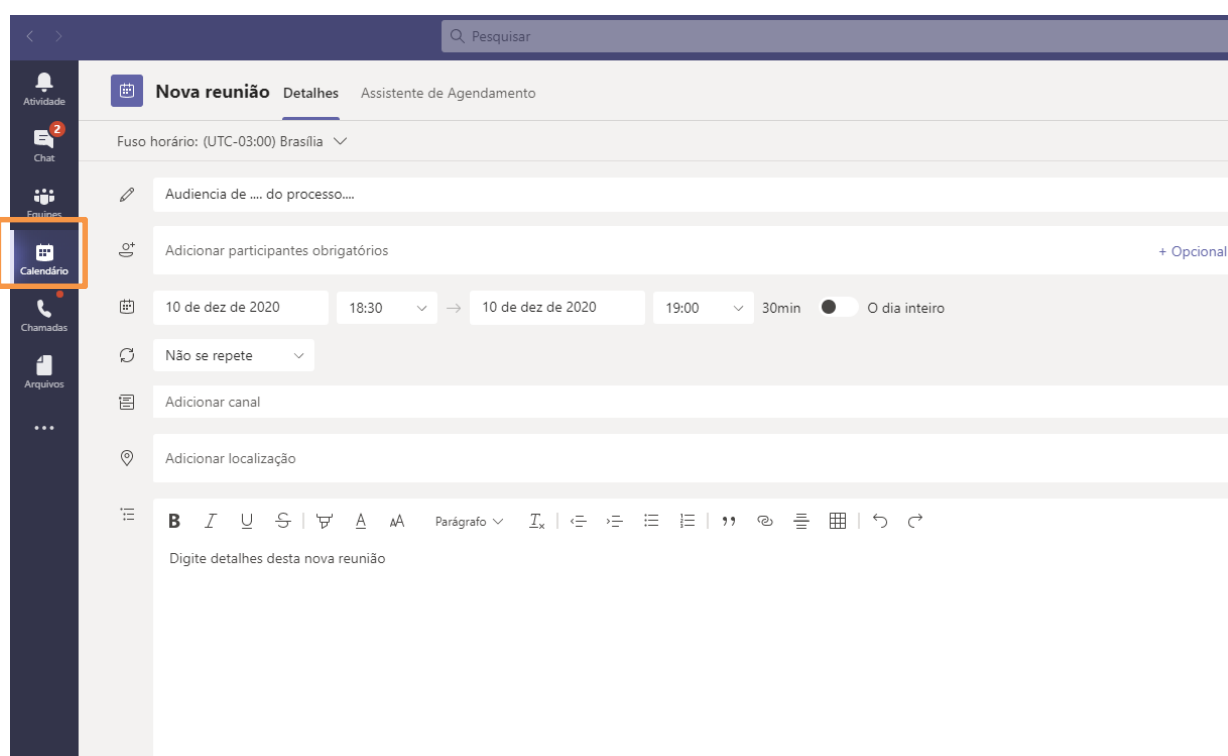 Pesquisar
Atividade
Nova reunião Detalhes Assistente de Agendamento
2
Chat
Fuso horário: (UTC-03:00) Brasília
Equipes
Audiencia de .... do processo....
Calendário
Adicionar participantes obrigatórios + Opcional
Chamadas
10 de dez de 2020 18:30 → 10 de dez de 2020 19:00 30min O dia inteiro
Arquivos
Não se repete
...
Adicionar canal
Adicionar localização
B I U S A AA Parágrafo Tx
Digite detalhes desta nova reunião